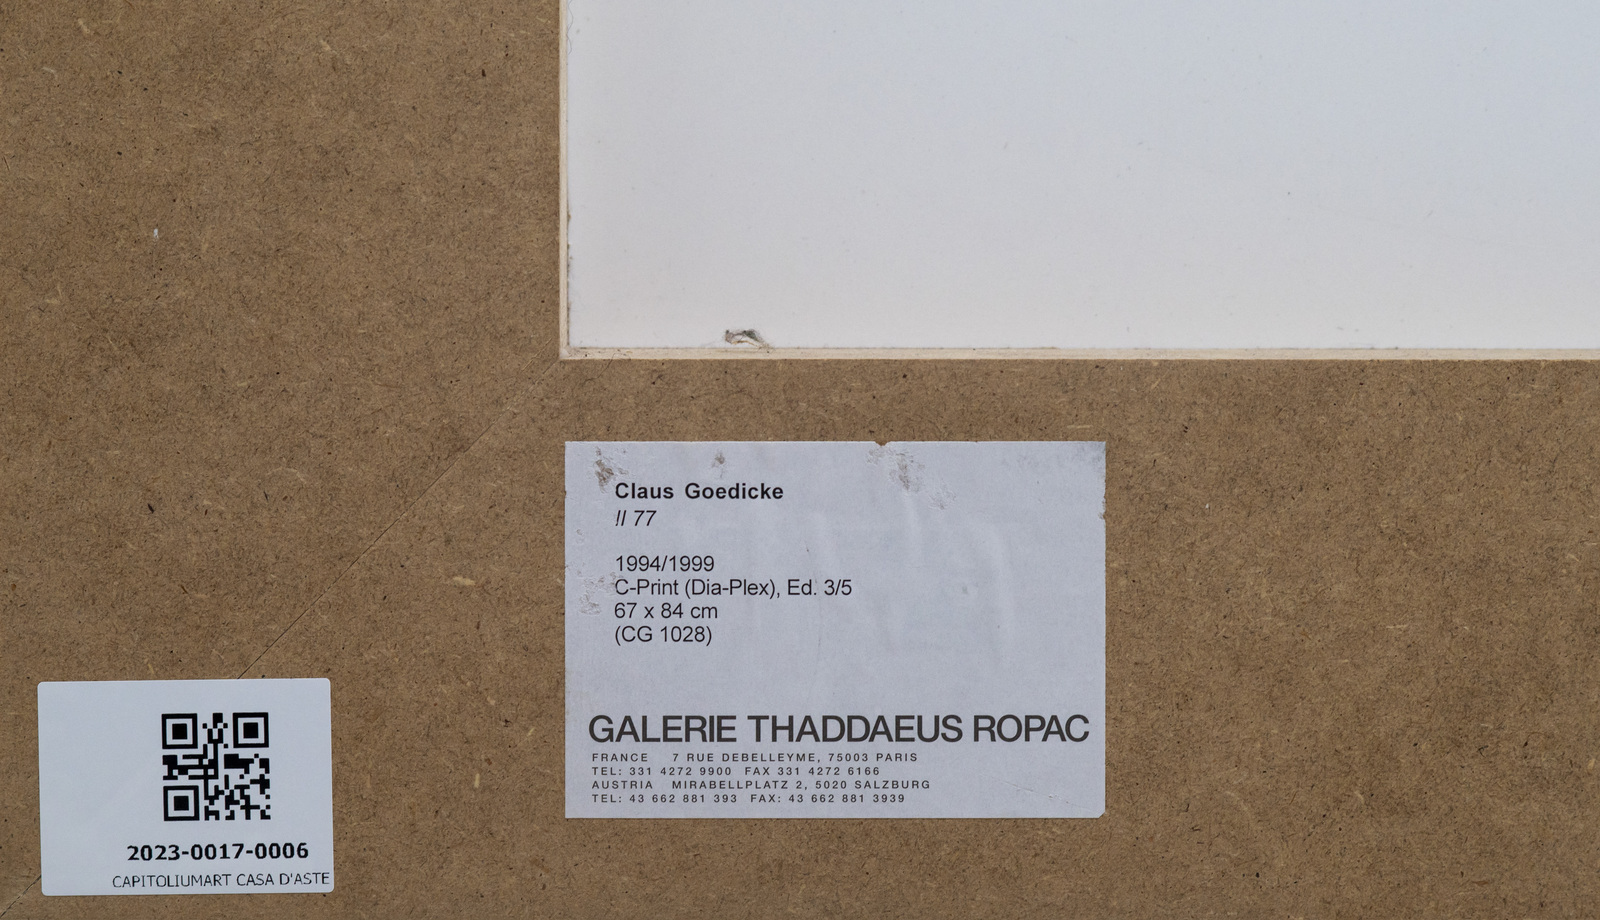 Claus Goedicke
II 77
1994/1999
C-Print (Dia-Plex), Ed. 3/5
67 x 84 cm
(CG 1028)
GALERIE THADDAEUS ROPAC
FRANCE 7 RUE DEBELLEYME, 75003 PARIS
TEL: 331 4272 9900 FAX 331 4272 6166
AUSTRIA MIRABELLPLATZ 2, 5020 SALZBURG
TEL: 43 662 881 393 FAX: 43 662 881 3939
2023-0017-0006
CAPITOLIUMART CASA D'ASTE